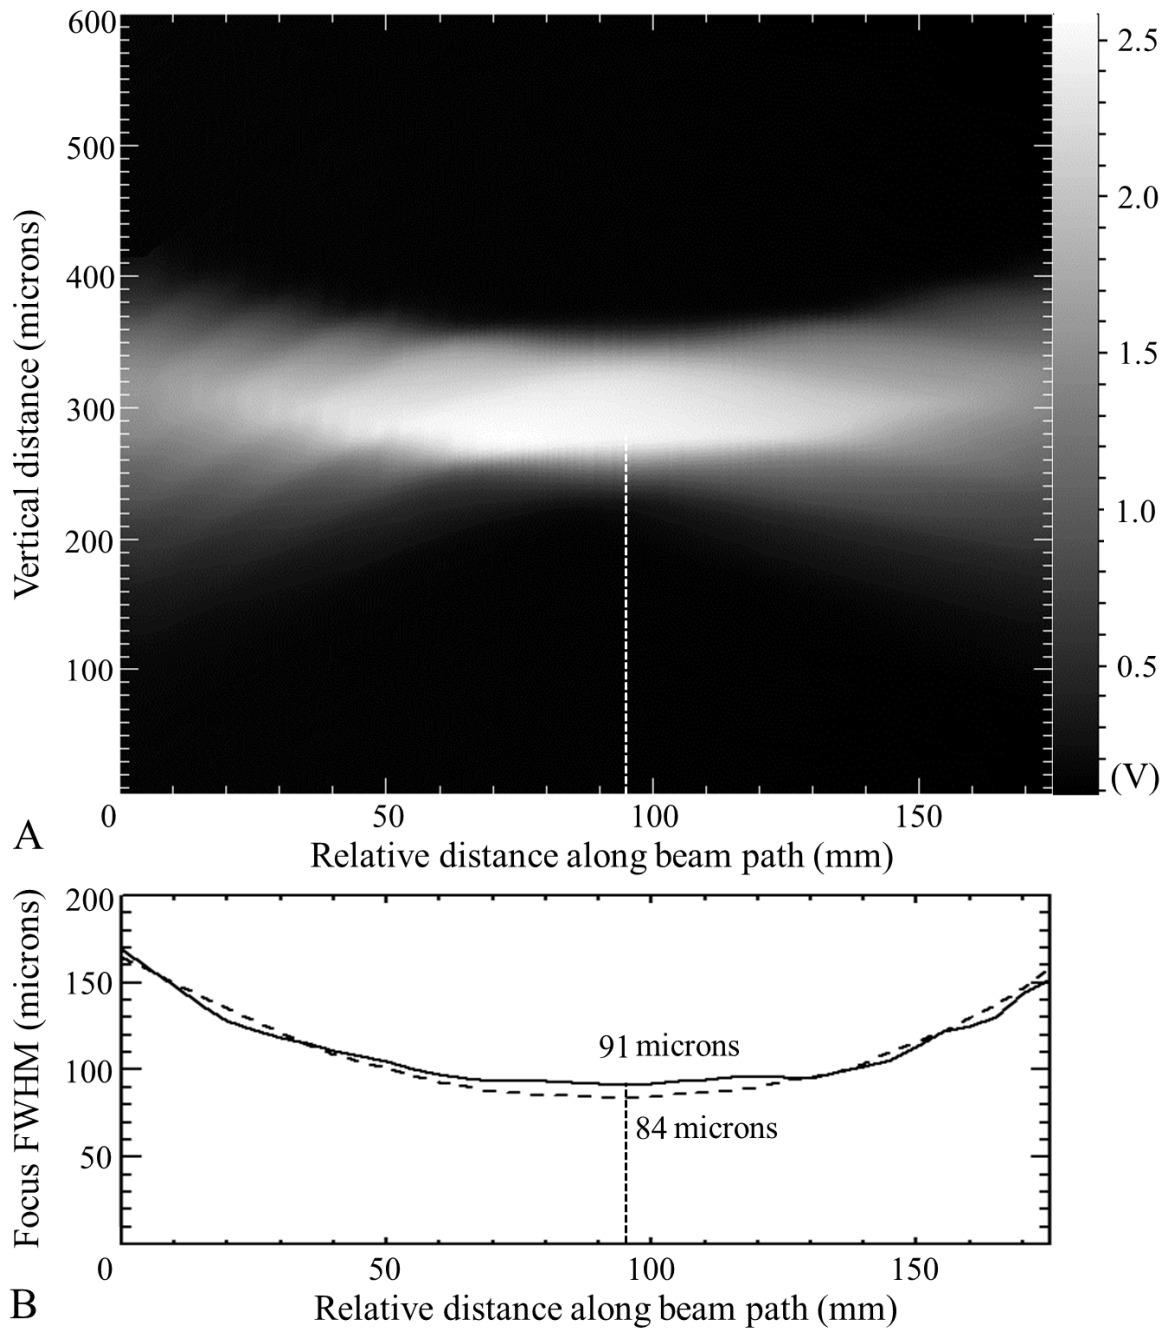 600
500
400
300
200
100
0
50
100
150
Vertical distance (microns)
Relative distance along beam path (mm)
2.5
2.0
1.5
1.0
0.5
(V)
A
200
150
100
50
0
50
100
150
Focus FWHM (microns)
91 microns
84 microns
Relative distance along beam path (mm)
B